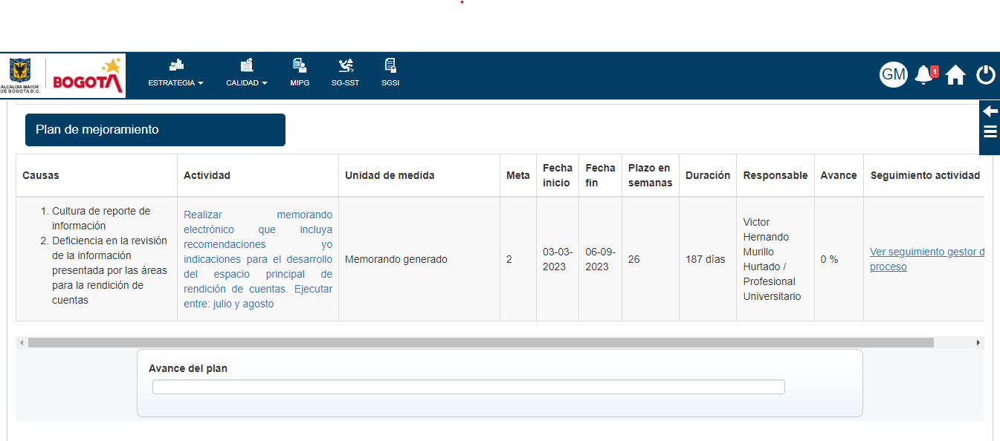 ALCALDIA MAYOR
DE BOGOTA D.C.
BOGOTA
ESTRATEGIA
CALIDAD
MIPG
SG-SST
SGSI
GM
1
Plan de mejoramiento
Causas
Actividad
Unidad de medida
Meta
Fecha
inicio
Fecha
fin
Plazo en
semanas
Duración
Responsable
Avance
Seguimiento actividad
1. Cultura de reporte de
información
2. Deficiencia en la revisión
de la información
presentada por las áreas
para la rendición de
cuentas
Realizar memorando
electrónico que incluya
recomendaciones yo
indicaciones para el desarrollo
del espacio principal de
rendición de cuentas. Ejecutar
entre: julio y agosto
Memorando generado
2
03-03-
2023
06-09-
2023
26
187 días
Victor
Hernando
Murillo
Hurtado /
Profesional
Universitario
0 %
Ver seguimiento gestor d
proceso
Avance del plan